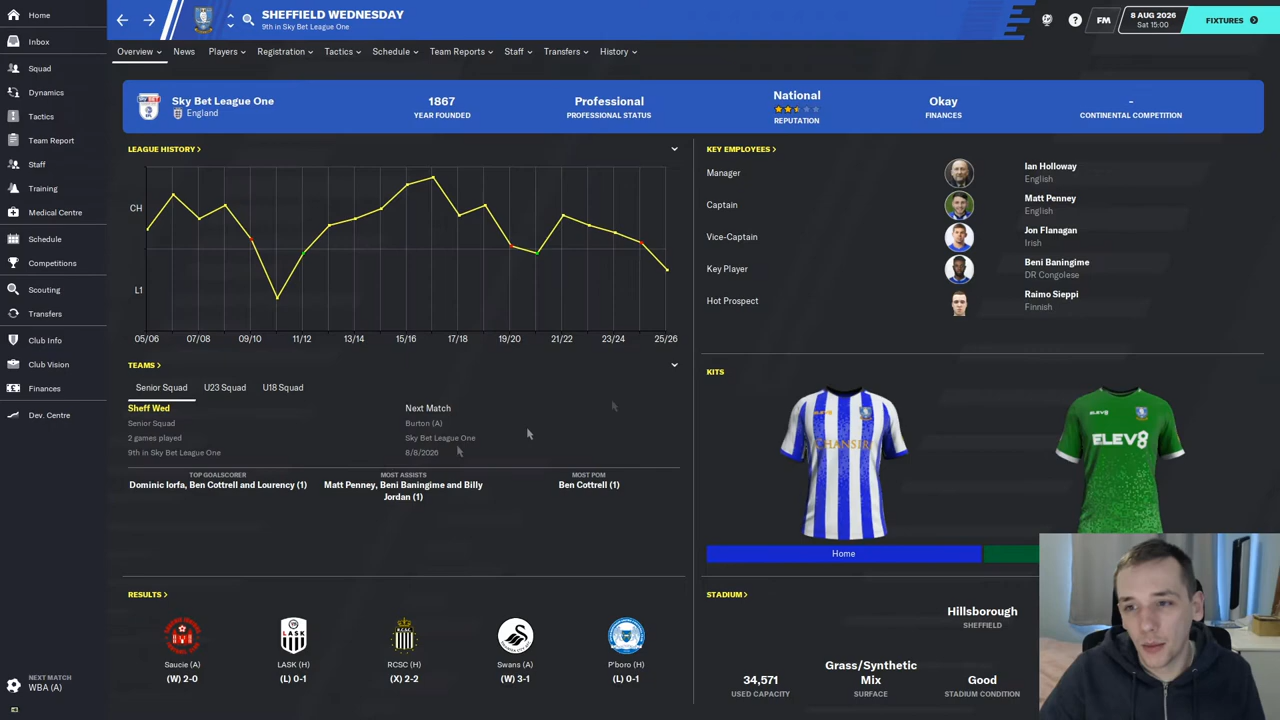 Home
Inbox
Squad
Dynamics
Tactics
Team Report
Staff
Training
Medical Centre
Schedule
Competitions
Scouting
Transfers
Club Info
Club Vision
Finances
Dev. Centre
NEXT MATCH
WBA (A)
SHEFFIELD WEDNESDAY
9th in Sky Bet League One
FM
8 AUG 2026
Sat 15:00
FIXTURES
Overview News Players Registration Tactics Schedule Team Reports Staff Transfers History
Sky Bet League One
England
1867
YEAR FOUNDED
Professional
PROFESSIONAL STATUS
National
REPUTATION
Okay
FINANCES
-
CONTINENTAL COMPETITION
LEAGUE HISTORY >
CH
L1
05/06 07/08 09/10 11/12 13/14 15/16 17/18 19/20 21/22 23/24 25/26
TEAMS >
Senior Squad U23 Squad U18 Squad
Sheff Wed
Senior Squad
2 games played
9th in Sky Bet League One
Next Match
Burton (A)
Sky Bet League One
8/8/2026
TOP GOALSCORER
Dominic Iorfa, Ben Cottrell and Lourency (1)
MOST ASSISTS
Matt Penney, Beni Baningime and Billy
Jordan (1)
MOST POM
Ben Cottrell (1)
RESULTS >
Saucie (A)
(W) 2-0
LASK (H)
(L) 0-1
RCSC (H)
(X) 2-2
Swans (A)
(W) 3-1
P'boro (H)
(L) 0-1
KEY EMPLOYEES >
Manager
Ian Holloway
English
Captain
Matt Penney
English
Vice-Captain
Jon Flanagan
Irish
Key Player
Beni Baningime
DR Congolese
Hot Prospect
Raimo Sieppi
Finnish
KITS
ELEV8
CHANSIRI
ELEV8
ELEV8
Home
STADIUM >
Hillsborough
SHEFFIELD
34,571
USED CAPACITY
Grass/Synthetic
Mix
SURFACE
Good
STADIUM CONDITION